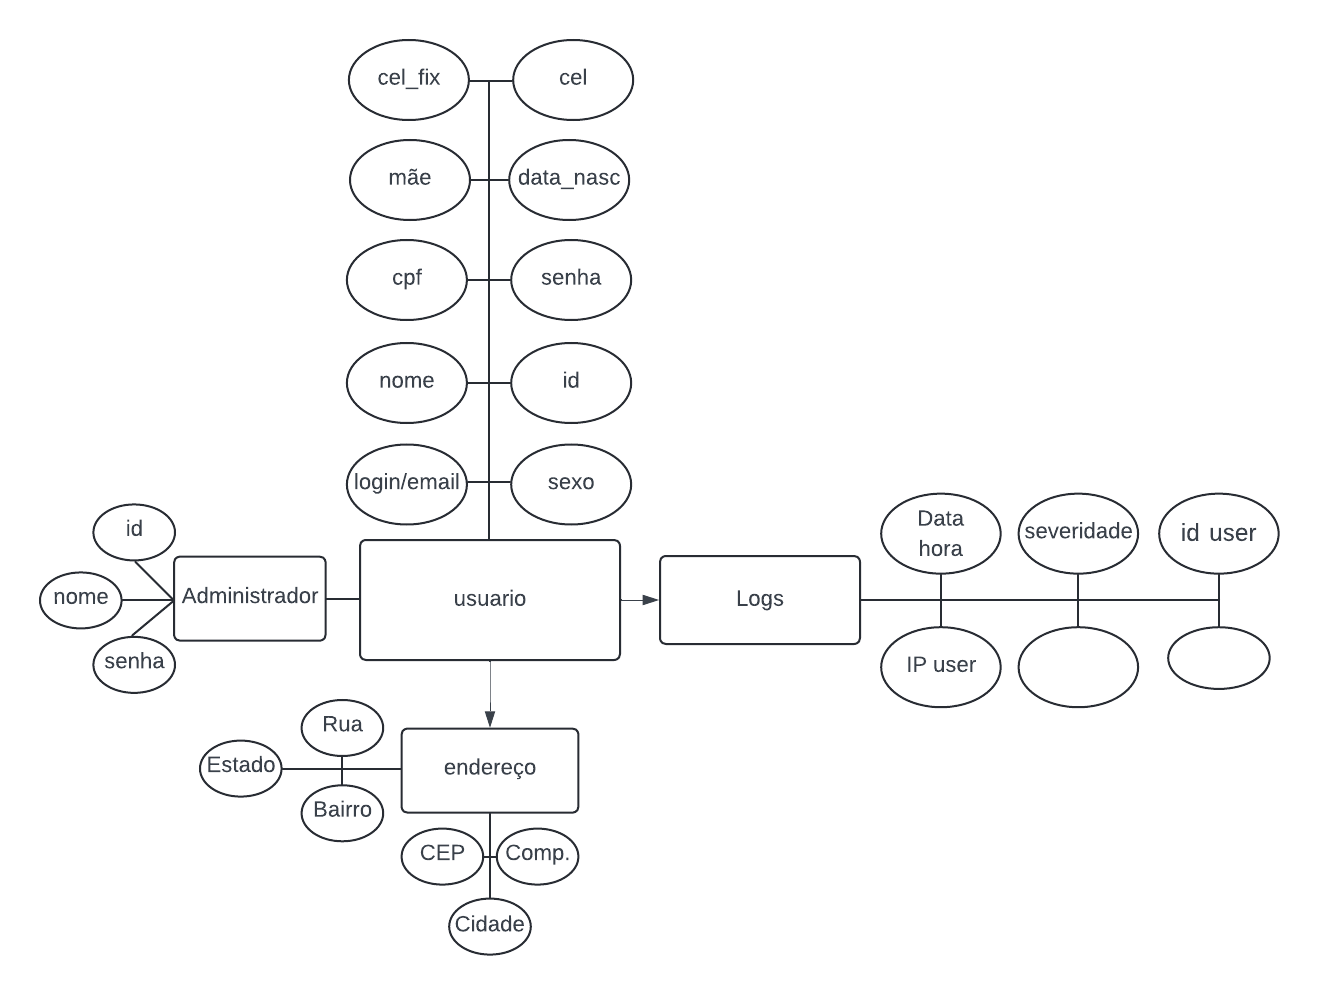 cel_fix
cel
mãe
data_nasc
cpf
senha
nome
id
login/email
sexo
id
nome
senha
Administrador
usuario
Logs
Data
hora
severidade
id user
IP user
Rua
Estado
Bairro
endereço
CEP
Comp.
Cidade